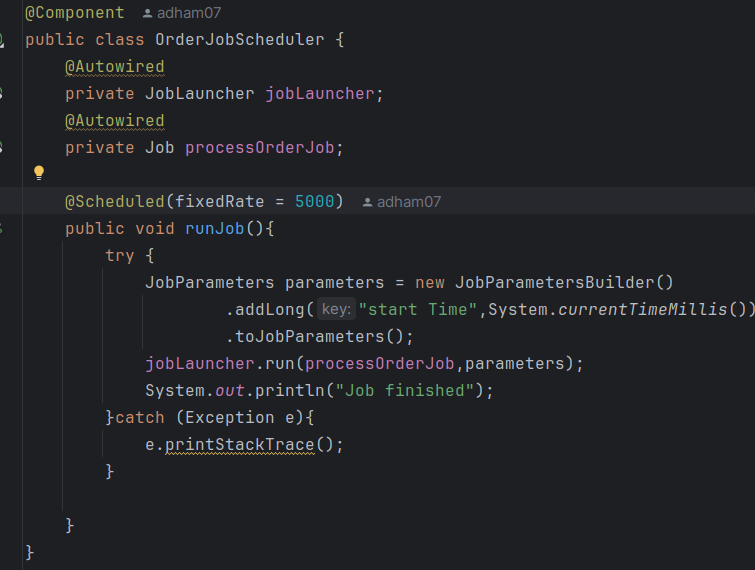 @Component adham07
public class OrderJobScheduler {
@Autowired
private JobLauncher jobLauncher;
@Autowired
private Job processOrderJob;
@Scheduled(fixedRate = 5000) adham07
public void runJob(){
try {
JobParameters parameters = new JobParametersBuilder()
.addLong( key: "start Time",System.currentTimeMillis())
.toJobParameters();
jobLauncher.run(processOrderJob,parameters);
System.out.println("Job finished");
}catch (Exception e){
e.printStackTrace();
}
}
}